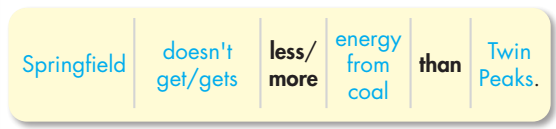 Springfield
doesn't
get/gets
less/
more
energy
from
coal
than
Twin
Peaks.